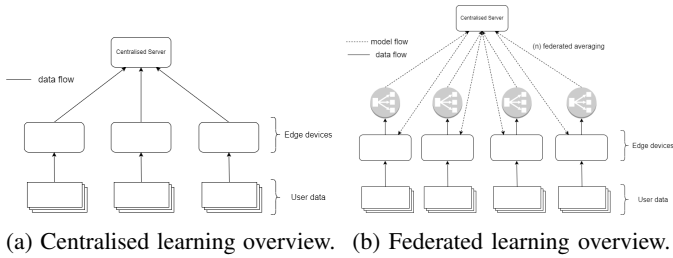 Centralised Server
data flow
Edge devices
User data
(a) Centralised learning overview.
Centralised Server
model flow
data flow
(n) federated averaging
Edge devices
User data
(b) Federated learning overview.